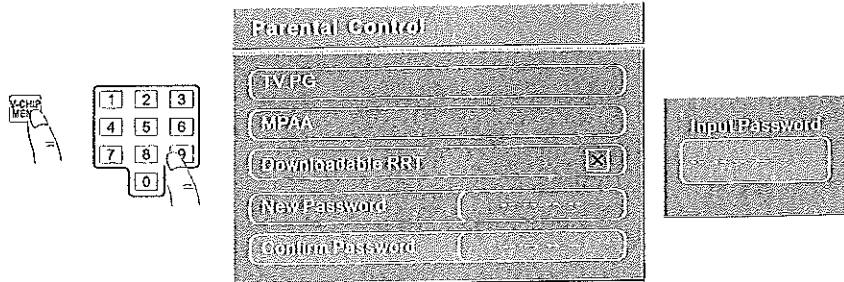 V-CHIP
MENU
1 2 3
4 5 6
7 8 9
0
Parental Control
TV PG
MPAA
Downloadable RRT
New Password
Confirm Password
Input Password